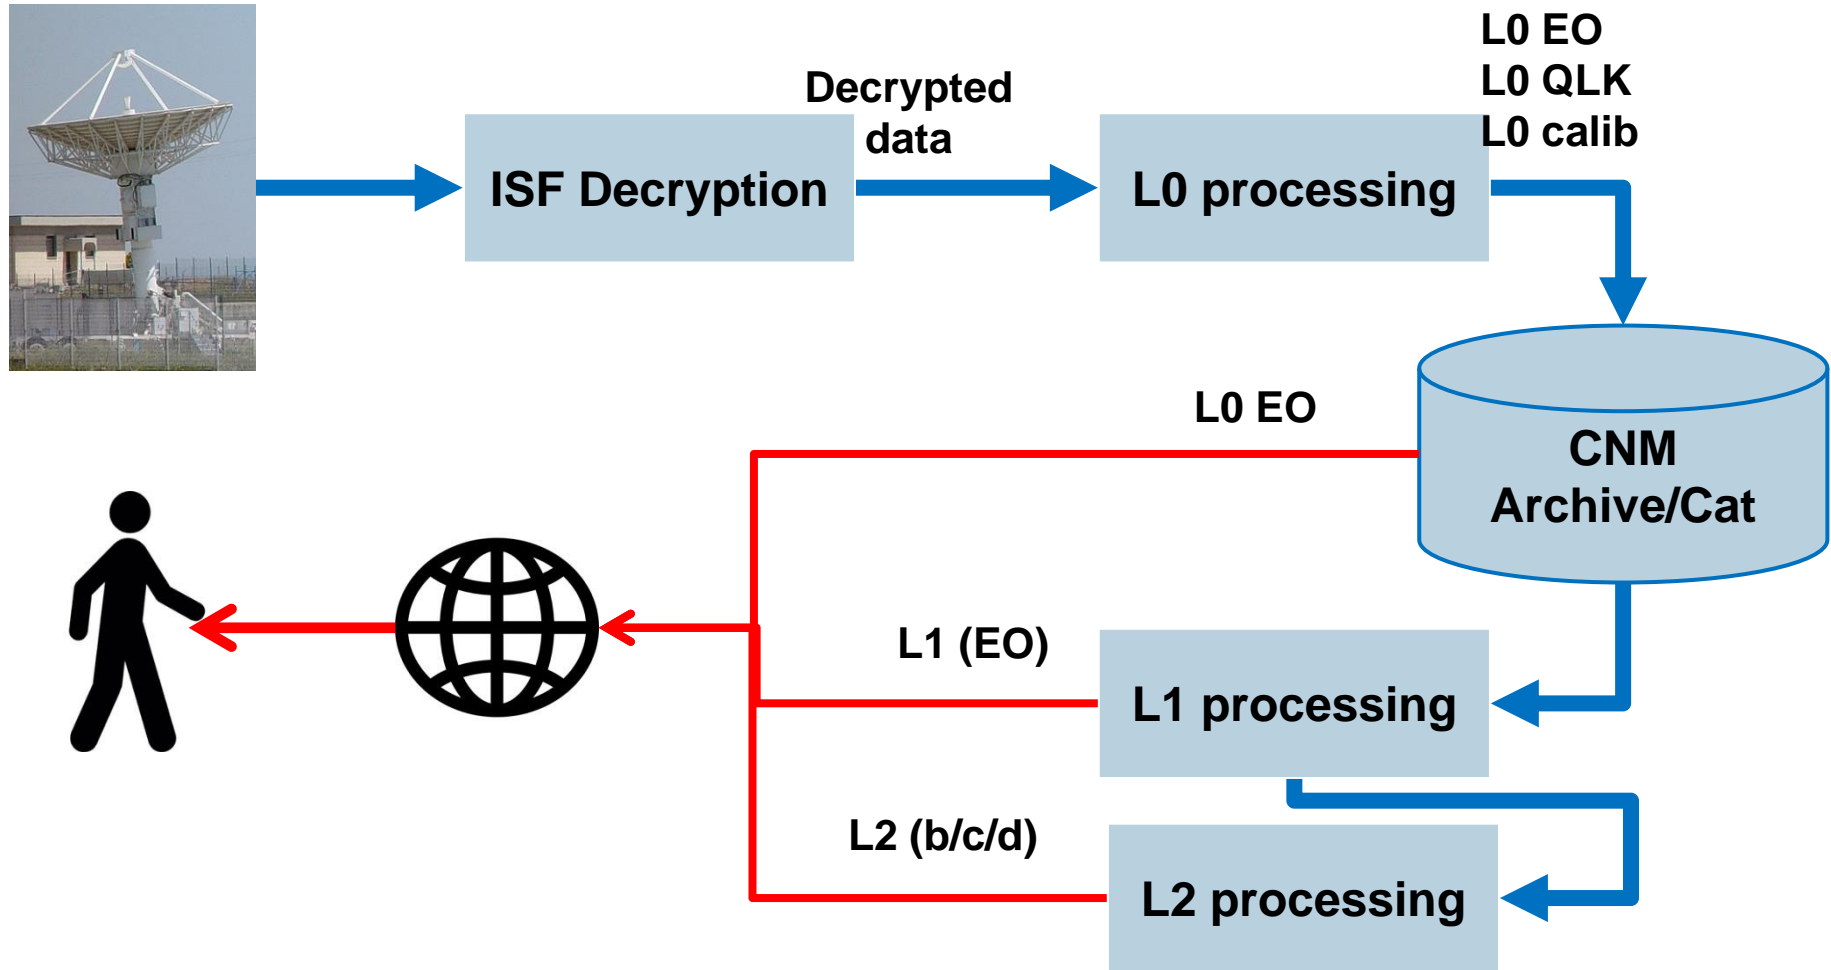 L0 EO
L0 QLK
L0 calib
Decrypted
data
ISF Decryption
L0 processing
L0 EO
CNM
Archive/Cat
L1 (EO)
L1 processing
L2 (b/c/d)
L2 processing